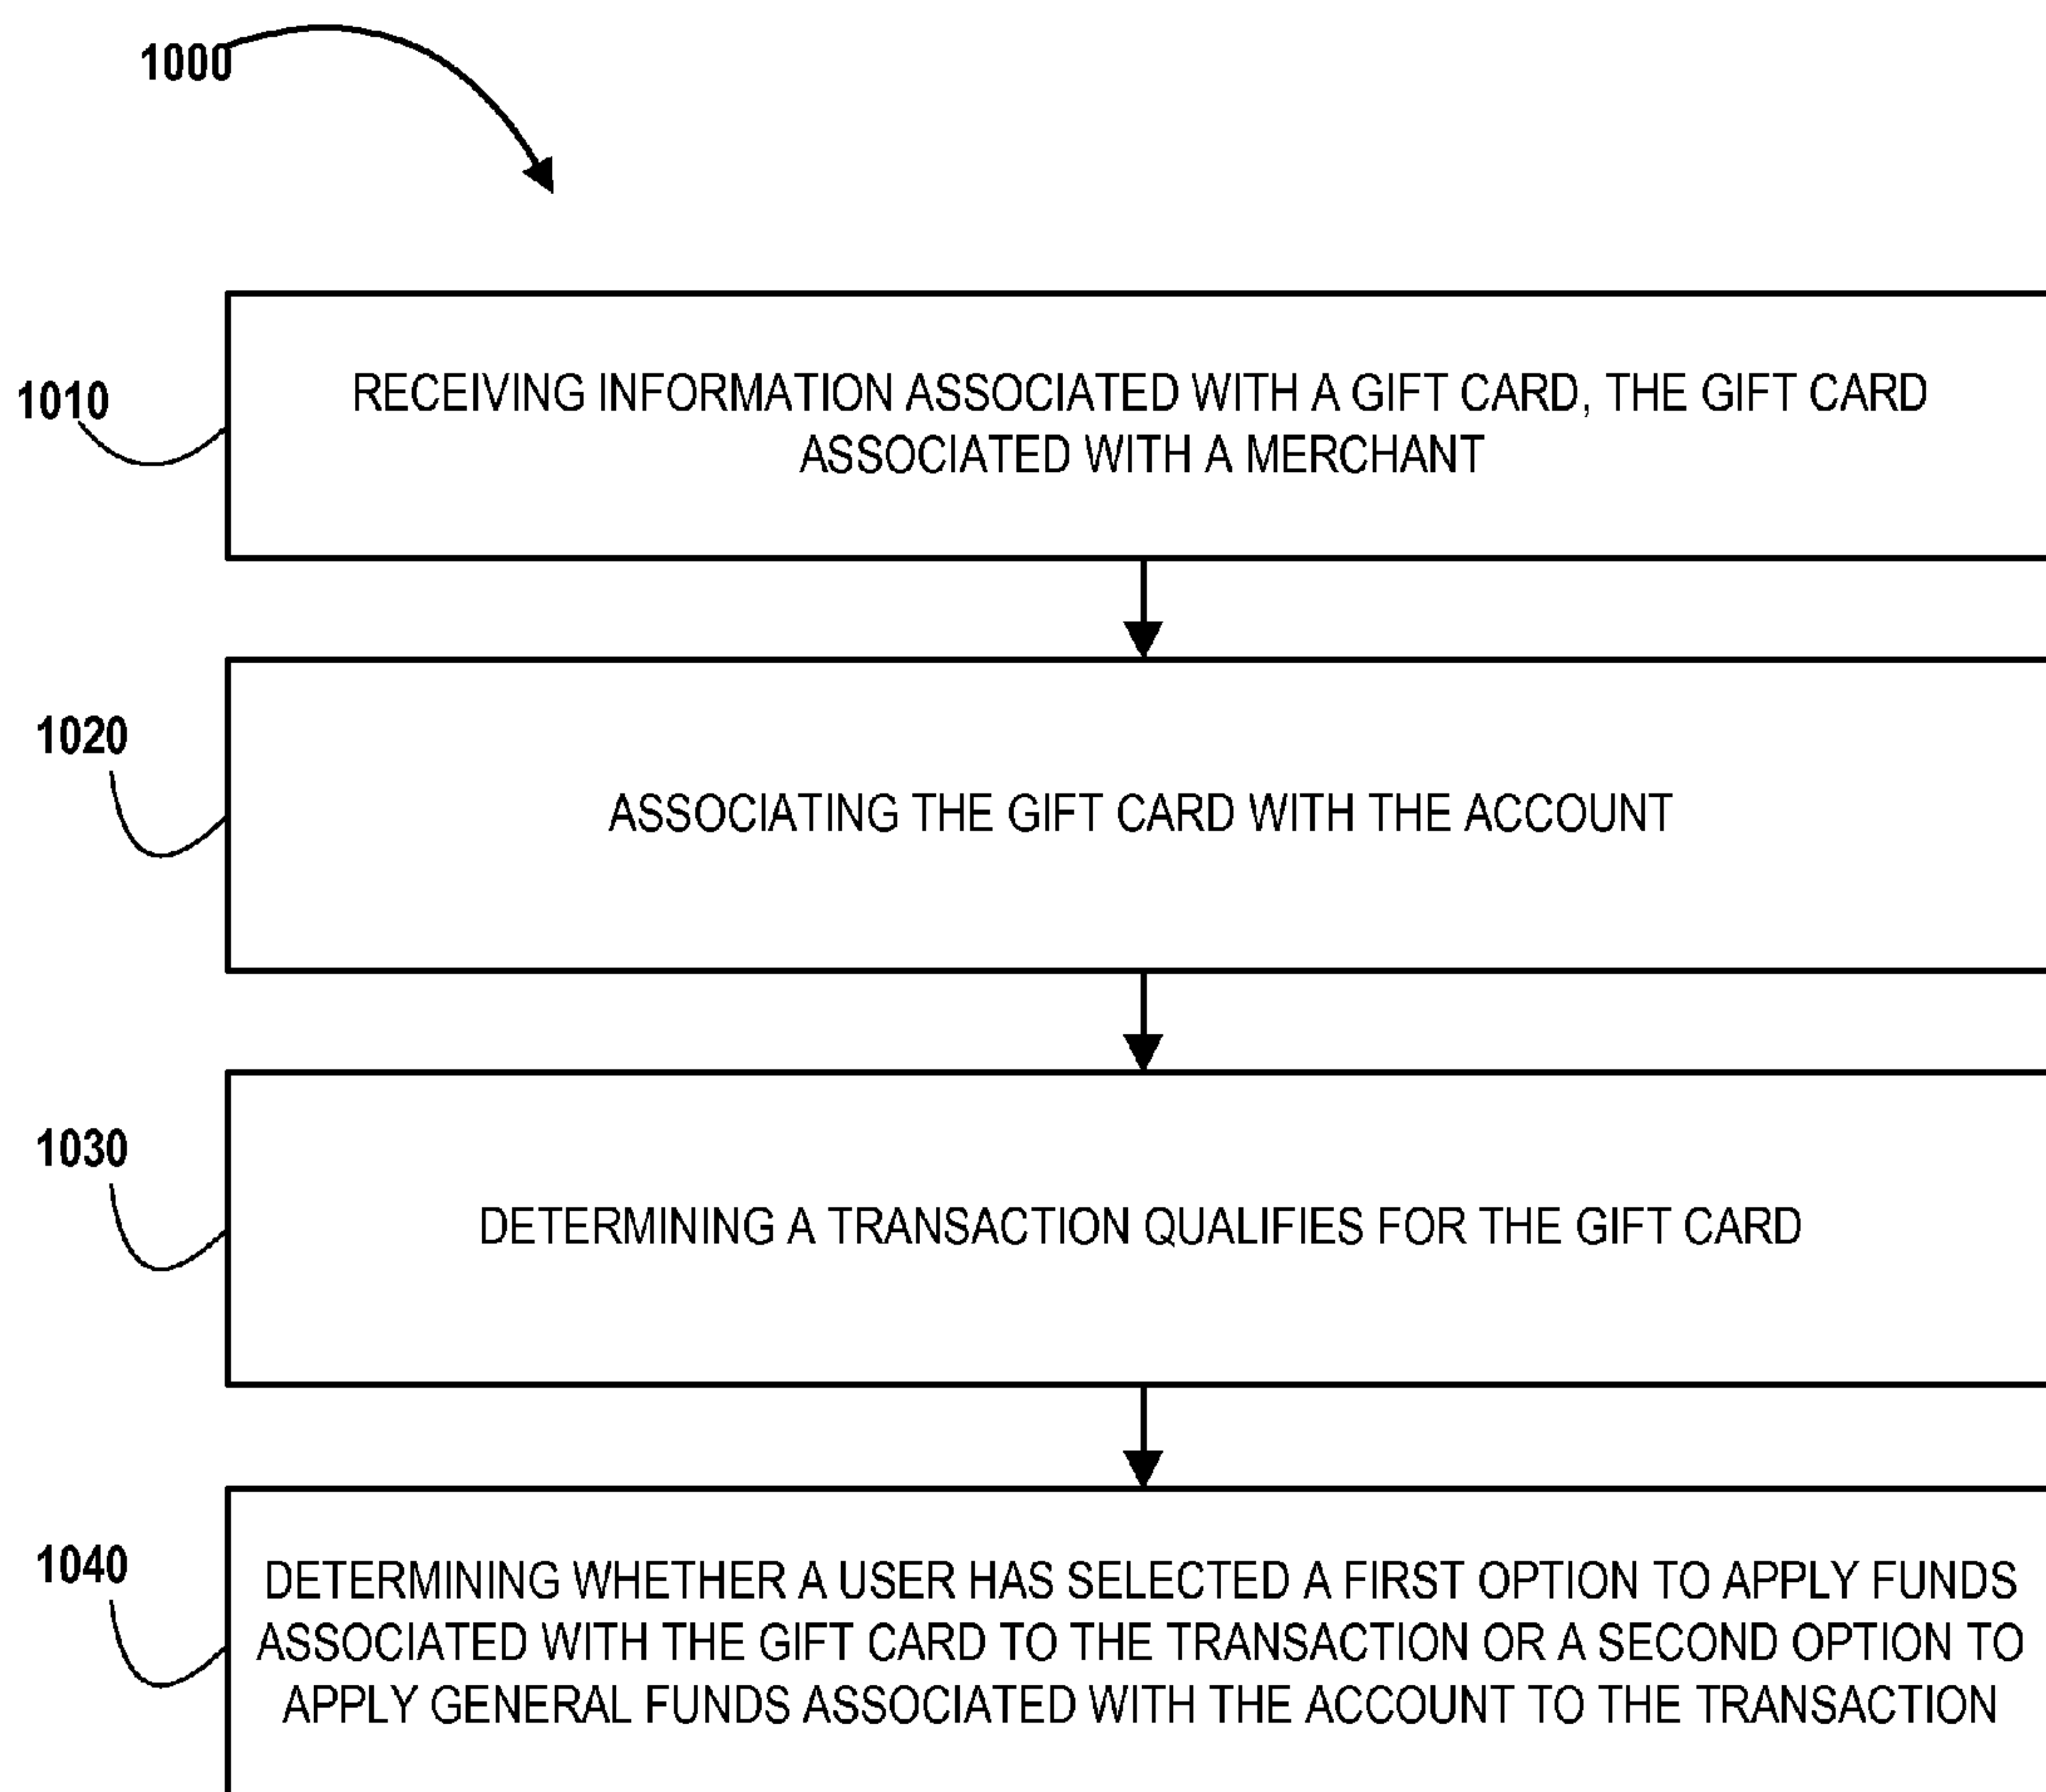 1000
1010
RECEIVING INFORMATION ASSOCIATED WITH A GIFT CARD, THE GIFT CARD
ASSOCIATED WITH A MERCHANT
1020
ASSOCIATING THE GIFT CARD WITH THE ACCOUNT
1030
DETERMINING A TRANSACTION QUALIFIES FOR THE GIFT CARD
1040
DETERMINING WHETHER A USER HAS SELECTED A FIRST OPTION TO APPLY FUNDS
ASSOCIATED WITH THE GIFT CARD TO THE TRANSACTION OR A SECOND OPTION TO
APPLY GENERAL FUNDS ASSOCIATED WITH THE ACCOUNT TO THE TRANSACTION